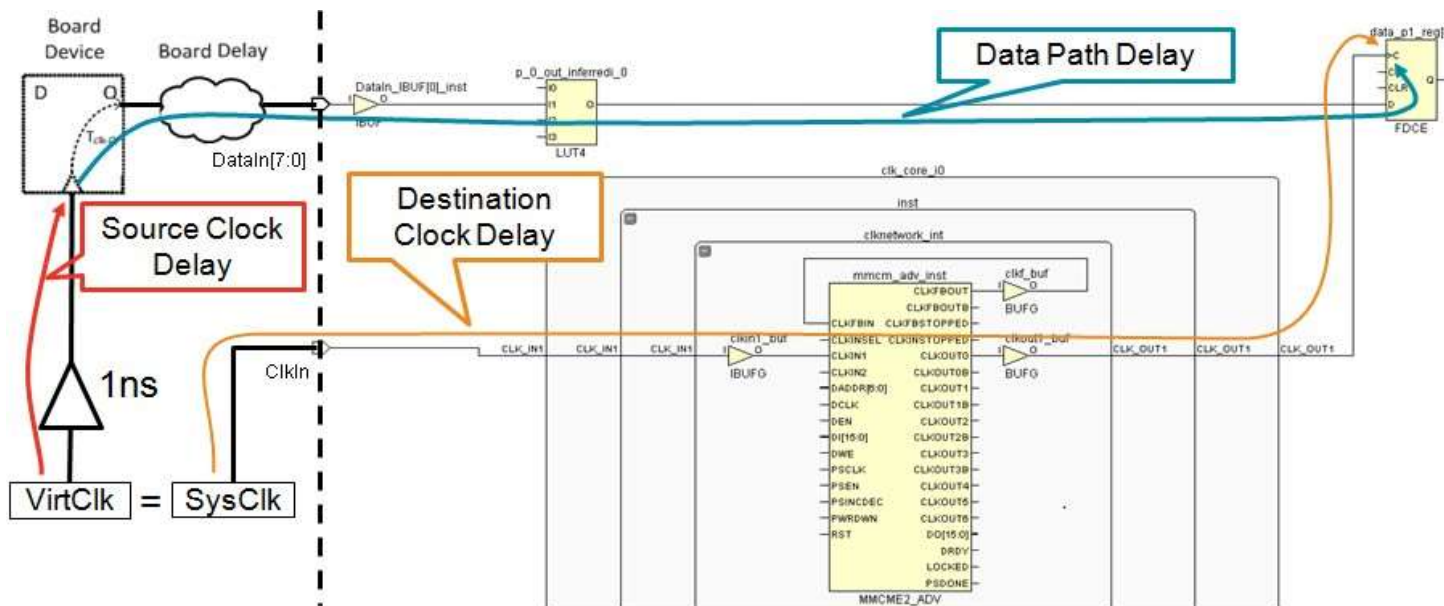 Board
Device
Board Delay
D
Q
DataIn[7:0]
DataIn_IBUF[0]_inst
I
O
IBUF
p_0_out_inferredi_0
I0
I1
I2
I3
O
LUT4
Data Path Delay
data_p1_reg[
C
CLR
D
Q
FDCE
Source Clock
Delay
Destination
Clock Delay
1ns
VirtClk = SysClk
ClkIn
clk_core_i0
inst
clknetwork_int
CLK_IN1
CLK_IN1
CLK_IN1
clkin1_buf
I
O
IBUFG
mmcm_adv_inst
CLKFBIN
CLKINSEL
CLKIN1
CLKIN2
DADDR[6:0]
DCLK
DEN
DI[15:0]
DWE
PSCLK
PSEN
PSINCDEC
PWRDWN
RST
CLKFBOUT
CLKFBOUTB
CLKFBSTOPPED
CLKINSTOPPED
CLKOUT0
CLKOUT0B
CLKOUT1
CLKOUT1B
CLKOUT2
CLKOUT2B
CLKOUT3
CLKOUT3B
CLKOUT4
CLKOUT5
CLKOUT6
DO[15:0]
DRDY
LOCKED
PSDONE
MMCME2_ADV
clkf_buf
I
O
BUFG
clkout1_buf
I
O
BUFG
CLK_OUT1
CLK_OUT1
CLK_OUT1